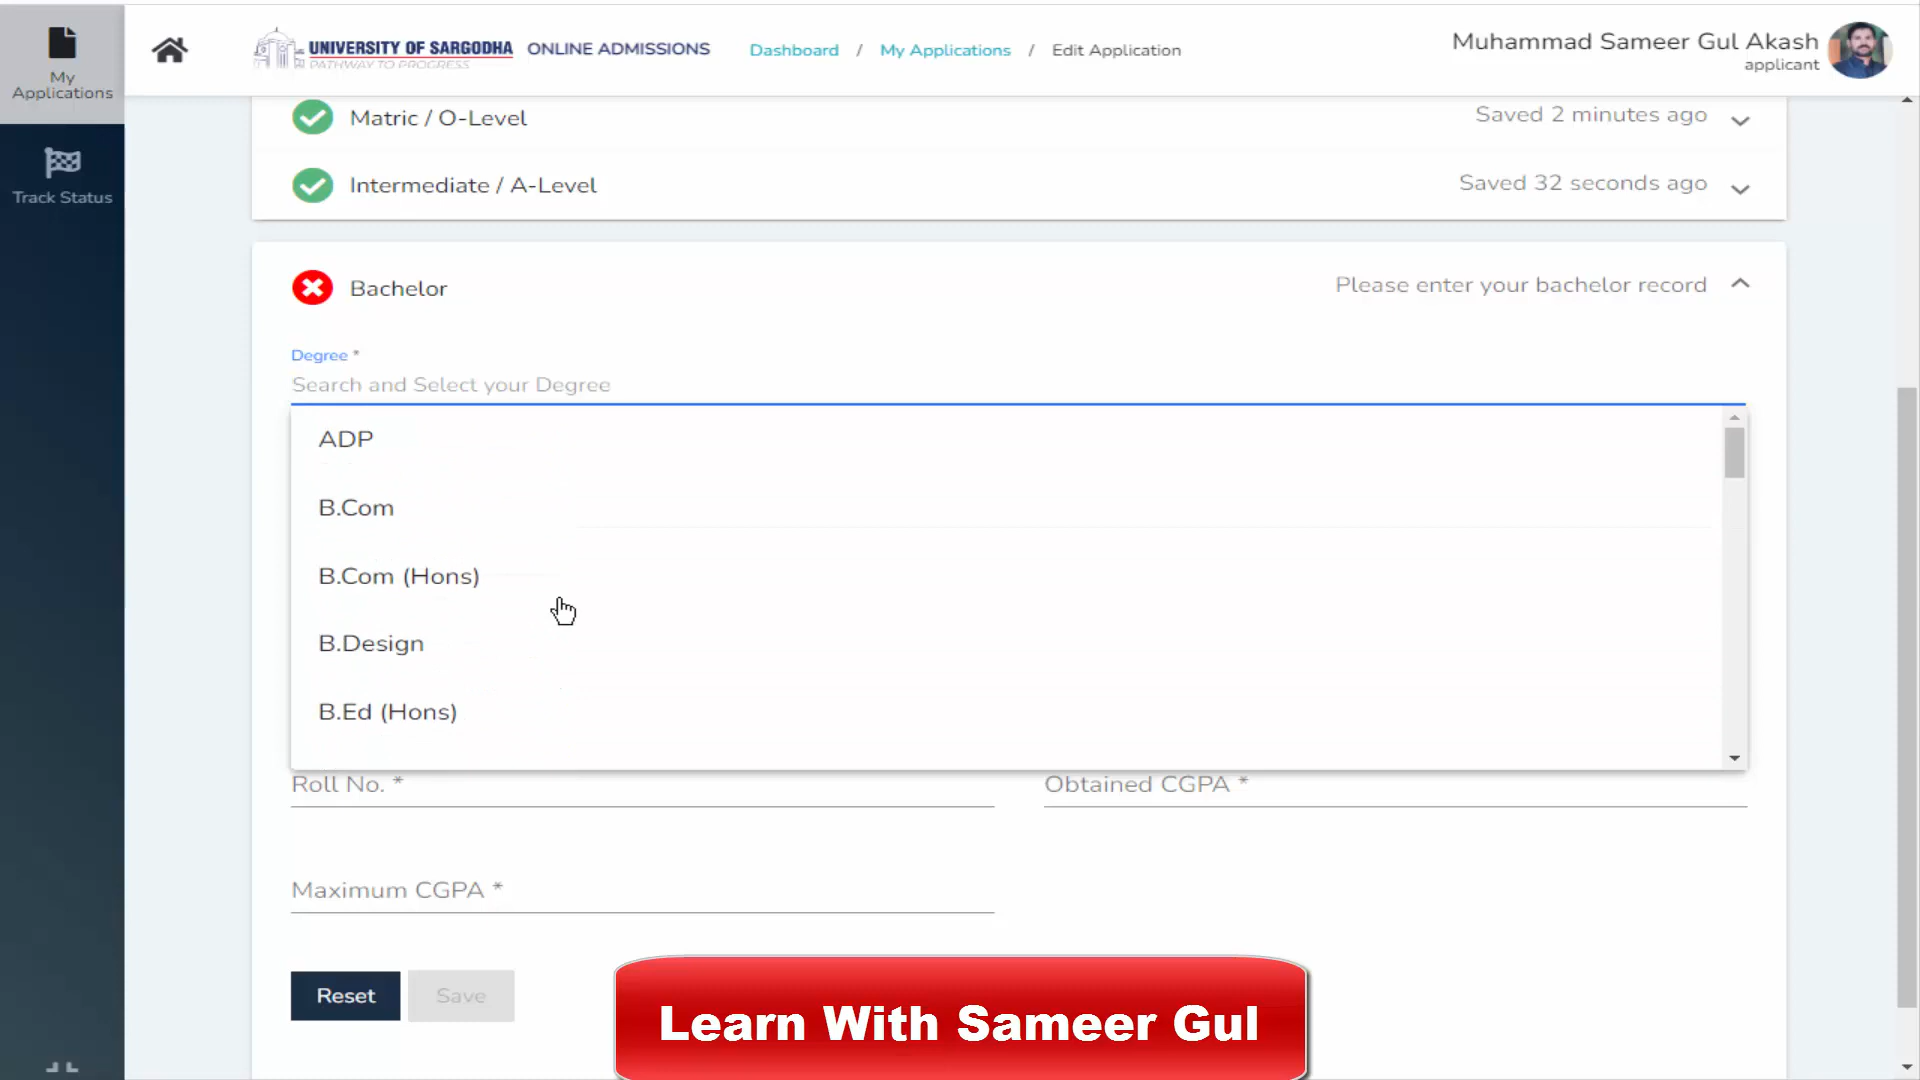 My
Applications
Track Status
UNIVERSITY OF SARGODHA
PATHWAY TO PROGRESS
ONLINE ADMISSIONS
Dashboard / My Applications / Edit Application
Muhammad Sameer Gul Akash
applicant
Matric / O-Level
Saved 2 minutes ago
Intermediate / A-Level
Saved 32 seconds ago
Bachelor
Please enter your bachelor record
Degree *
Search and Select your Degree
ADP
B.Com
B.Com (Hons)
B.Design
B.Ed (Hons)
Roll No. *
Obtained CGPA *
Maximum CGPA *
Reset
Save
Learn With Sameer Gul